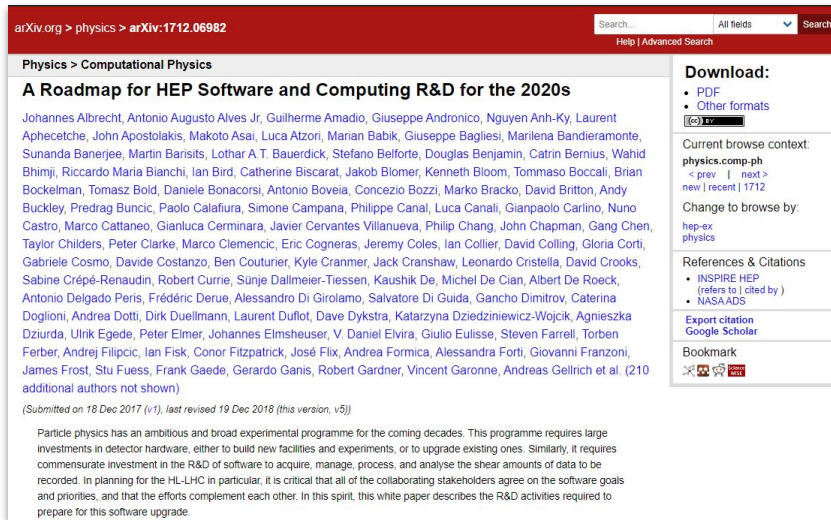 arXiv.org > physics > arXiv:1712.06982
Search...
All fields
Search
Help | Advanced Search
Physics > Computational Physics
A Roadmap for HEP Software and Computing R&D for the 2020s
Johannes Albrecht, Antonio Augusto Alves Jr, Guilherme Amadio, Giuseppe Andronico, Nguyen Anh-Ky, Laurent
Aphecetche, John Apostolakis, Makoto Asai, Luca Atzori, Marian Babik, Giuseppe Bagliesi, Marilena Bandieramonte,
Sunanda Banerjee, Martin Barisits, Lothar A.T. Bauerdick, Stefano Belforte, Douglas Benjamin, Catrin Bernius, Wahid
Bhimji, Riccardo Maria Bianchi, Ian Bird, Catherine Biscarat, Jakob Blomer, Kenneth Bloom, Tommaso Boccali, Brian
Bockelman, Tomasz Bold, Daniele Bonacorsi, Antonio Boveia, Concezio Bozzi, Marko Bracko, David Britton, Andy
Buckley, Predrag Buncic, Paolo Calafiura, Simone Campana, Philippe Canal, Luca Canali, Gianpaolo Carlino, Nuno
Castro, Marco Cattaneo, Gianluca Cerminara, Javier Cervantes Villanueva, Philip Chang, John Chapman, Gang Chen,
Taylor Childers, Peter Clarke, Marco Clemencic, Eric Cogneras, Jeremy Coles, Ian Collier, David Colling, Gloria Corti,
Gabriele Cosmo, Davide Costanzo, Ben Couturier, Kyle Cranmer, Jack Cranshaw, Leonardo Cristella, David Crooks,
Sabine Crépé-Renaudin, Robert Currie, Sünje Dallmeier-Tiessen, Kaushik De, Michel De Cian, Albert De Roeck,
Antonio Delgado Peris, Frédéric Derue, Alessandro Di Girolamo, Salvatore Di Guida, Gancho Dimitrov, Caterina
Doglioni, Andrea Dotti, Dirk Duellmann, Laurent Duflot, Dave Dykstra, Katarzyna Dziedziniewicz-Wojcik, Agnieszka
Dziurda, Ulrik Egede, Peter Elmer, Johannes Elmsheuser, V. Daniel Elvira, Giulio Eulisse, Steven Farrell, Torben
Ferber, Andrej Filipcic, Ian Fisk, Conor Fitzpatrick, José Flix, Andrea Formica, Alessandra Forti, Giovanni Franzoni,
James Frost, Stu Fuess, Frank Gaede, Gerardo Ganis, Robert Gardner, Vincent Garonne, Andreas Gellrich et al. (210
additional authors not shown)
(Submitted on 18 Dec 2017 (v1), last revised 19 Dec 2018 (this version, v5))
Particle physics has an ambitious and broad experimental programme for the coming decades. This programme requires large
investments in detector hardware, either to build new facilities and experiments, or to upgrade existing ones. Similarly, it requires
commensurate investment in the R&D of software to acquire, manage, process, and analyse the shear amounts of data to be
recorded. In planning for the HL-LHC in particular, it is critical that all of the collaborating stakeholders agree on the software goals
and priorities, and that the efforts complement each other. In this spirit, this white paper describes the R&D activities required to
prepare for this software upgrade.
Download:
• PDF
• Other formats
(cc) BY
Current browse context:
physics.comp-ph
< prev | next >
new | recent | 1712
Change to browse by:
hep-ex
physics
References & Citations
• INSPIRE HEP
(refers to | cited by )
• NASA ADS
Export citation
Google Scholar
Bookmark
Science
WISE